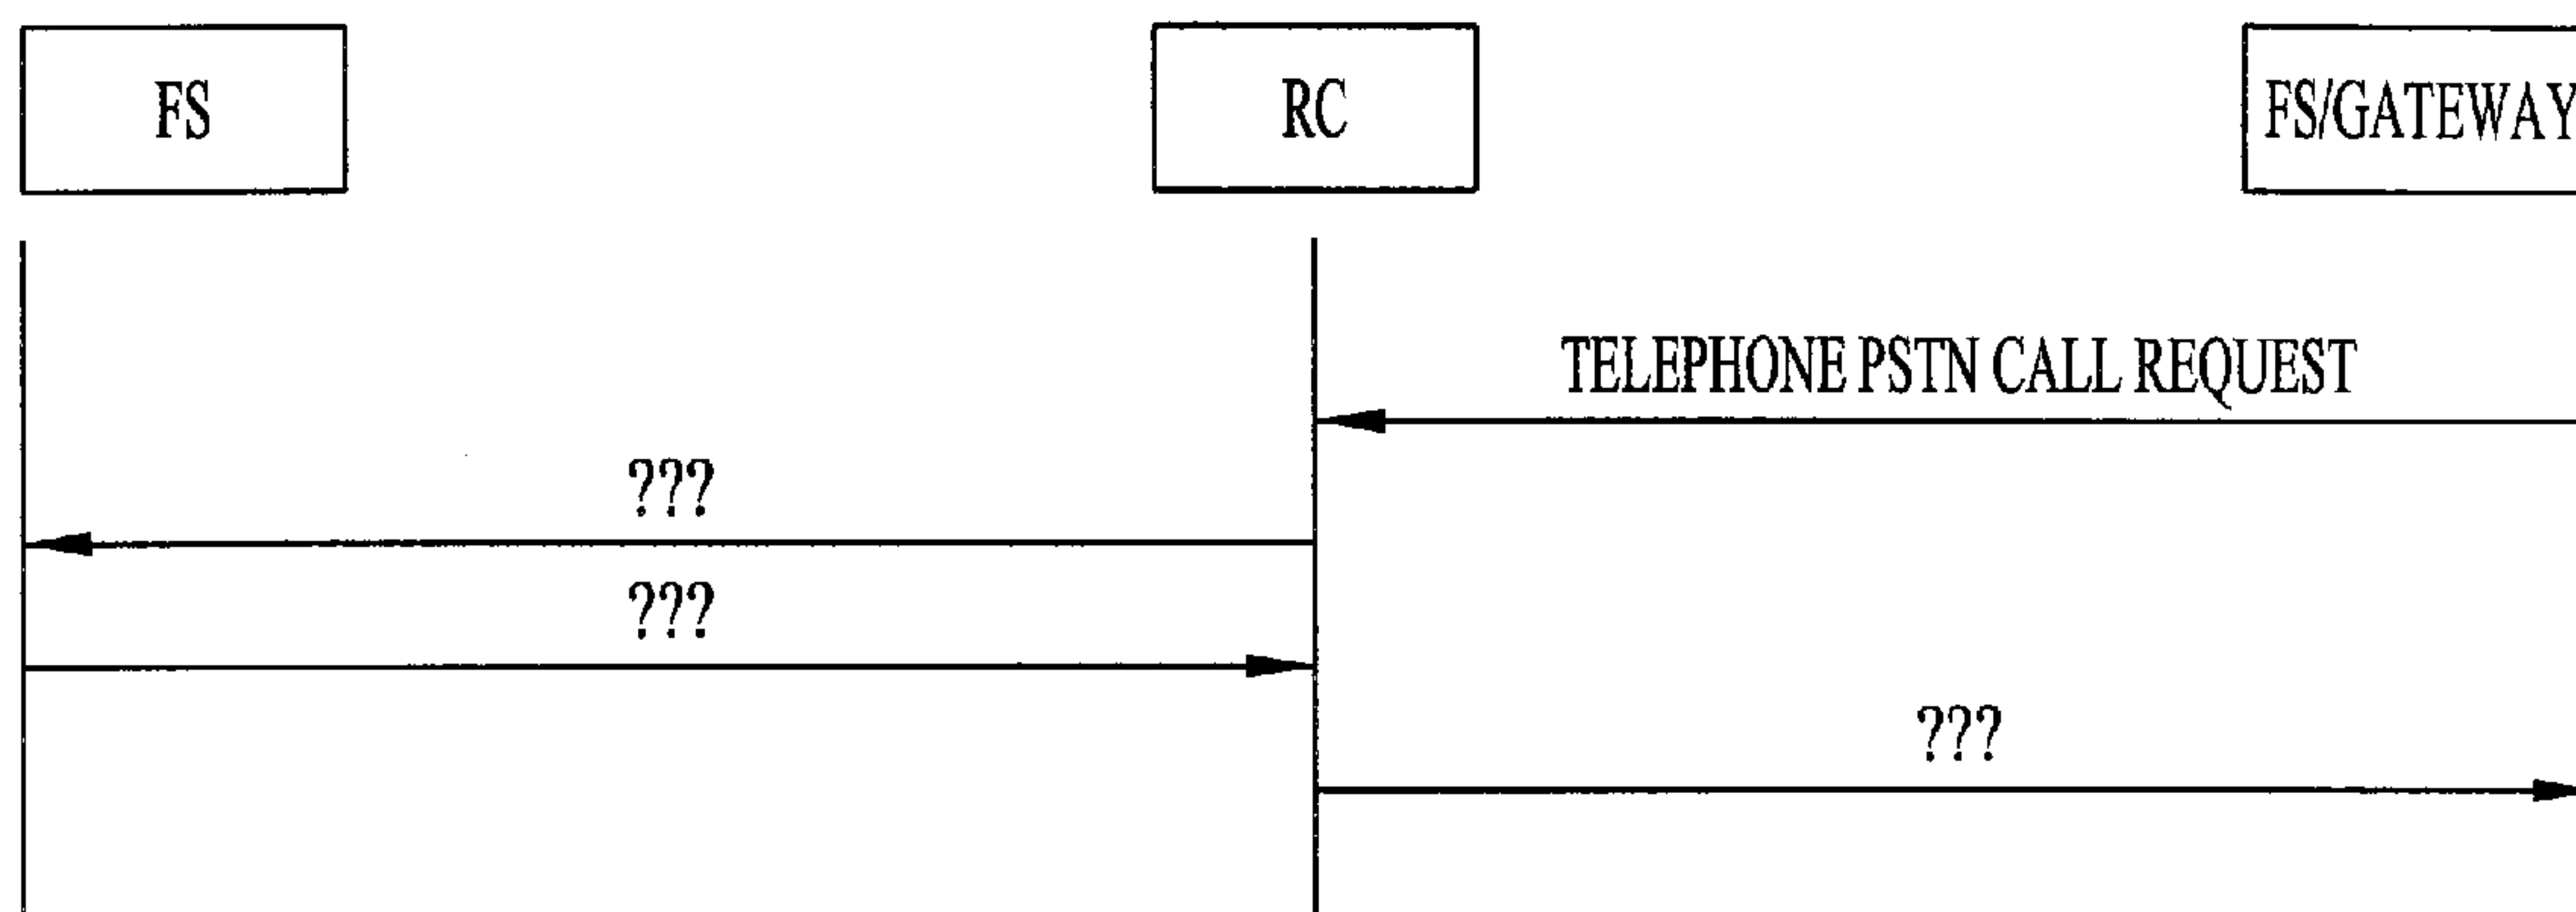 FS
RC
FS/GATEWAY
TELEPHONE PSTN CALL REQUEST
???
???
???